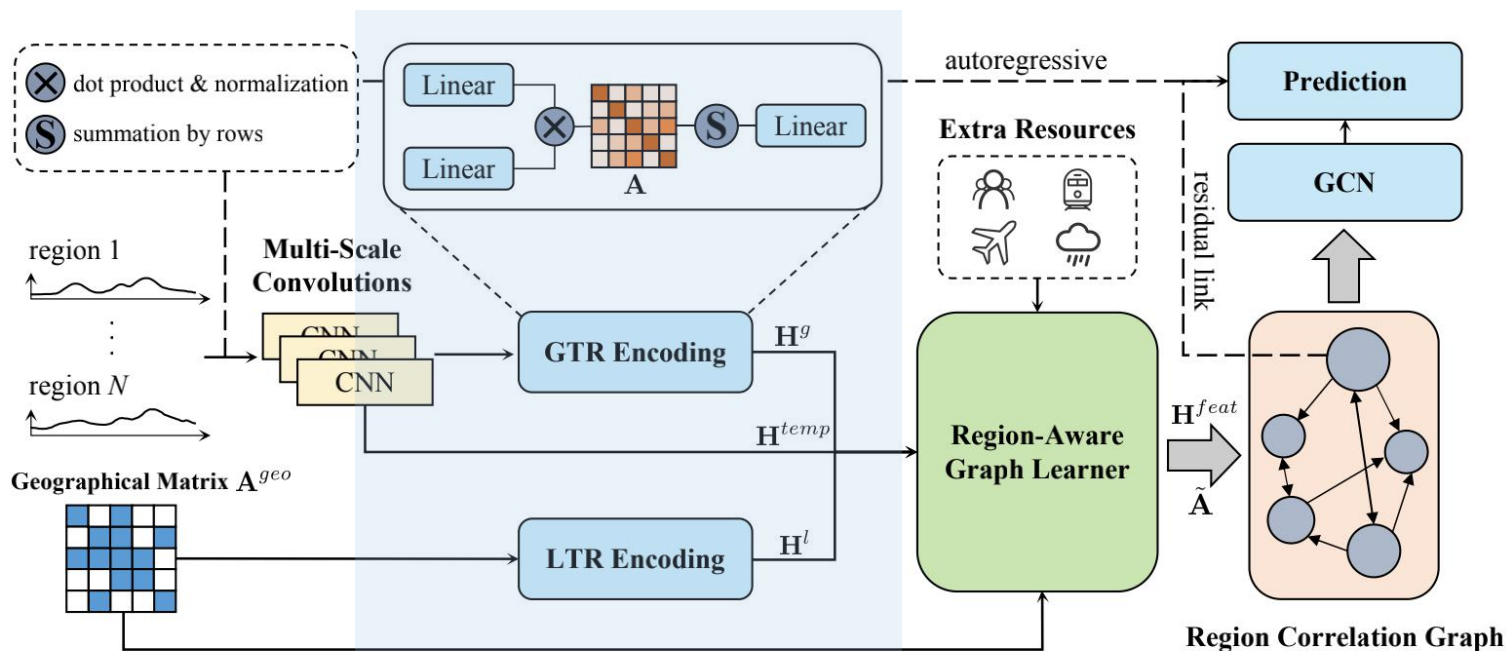 dot product & normalization
S summation by rows
Linear
Linear
A
S
Linear
autoregressive
Prediction
Extra Resources
GCN
residual link
region 1
region N
Multi-Scale
Convolutions
CNN
CNN
CNN
GTR Encoding
H^g
H^temp
Region-Aware
Graph Learner
H^feat
Ã
Geographical Matrix A^geo
LTR Encoding
H^l
Region Correlation Graph